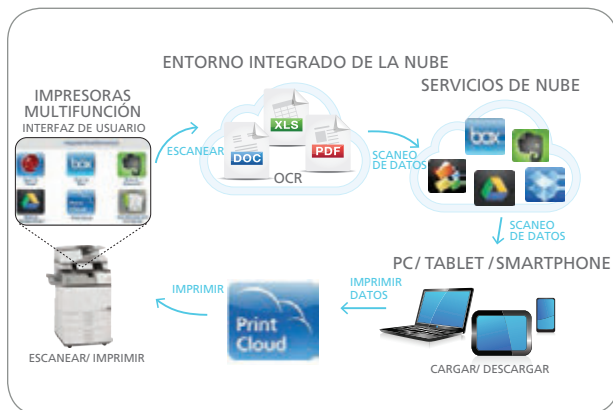 ENTORNO INTEGRADO DE LA NUBE
SERVICIOS DE NUBE
IMPRESORAS
MULTIFUNCIÓN
INTERFAZ DE USUARIO
box
ESCANEAR
DOC
XLS
PDF
OCR
SCANEO
DE DATOS
box
SCANEO
DE DATOS
PC/ TABLET /SMARTPHONE
CARGAR/ DESCARGAR
IMPRIMIR
DATOS
Print
Cloud
IMPRIMIR
ESCANEAR/ IMPRIMIR